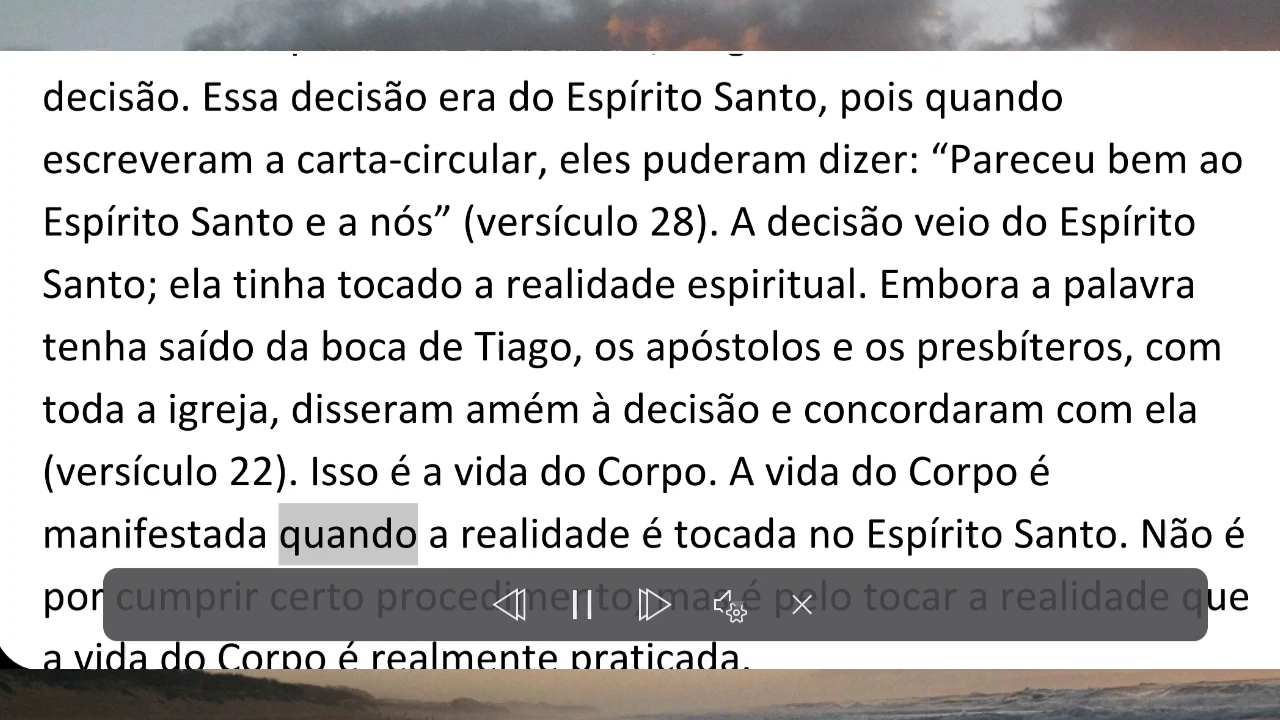 decisão. Essa decisão era do Espírito Santo, pois quando
escreveram a carta-circular, eles puderam dizer: “Pareceu bem ao
Espírito Santo e a nós” (versículo 28). A decisão veio do Espírito
Santo; ela tinha tocado a realidade espiritual. Embora a palavra
tenha saído da boca de Tiago, os apóstolos e os presbíteros, com
toda a igreja, disseram amém à decisão e concordaram com ela
(versículo 22). Isso é a vida do Corpo. A vida do Corpo é
manifestada quando a realidade é tocada no Espírito Santo. Não é
por cumprir certo procedimento, mas é pelo tocar a realidade que
a vida do Corpo é realmente praticada.